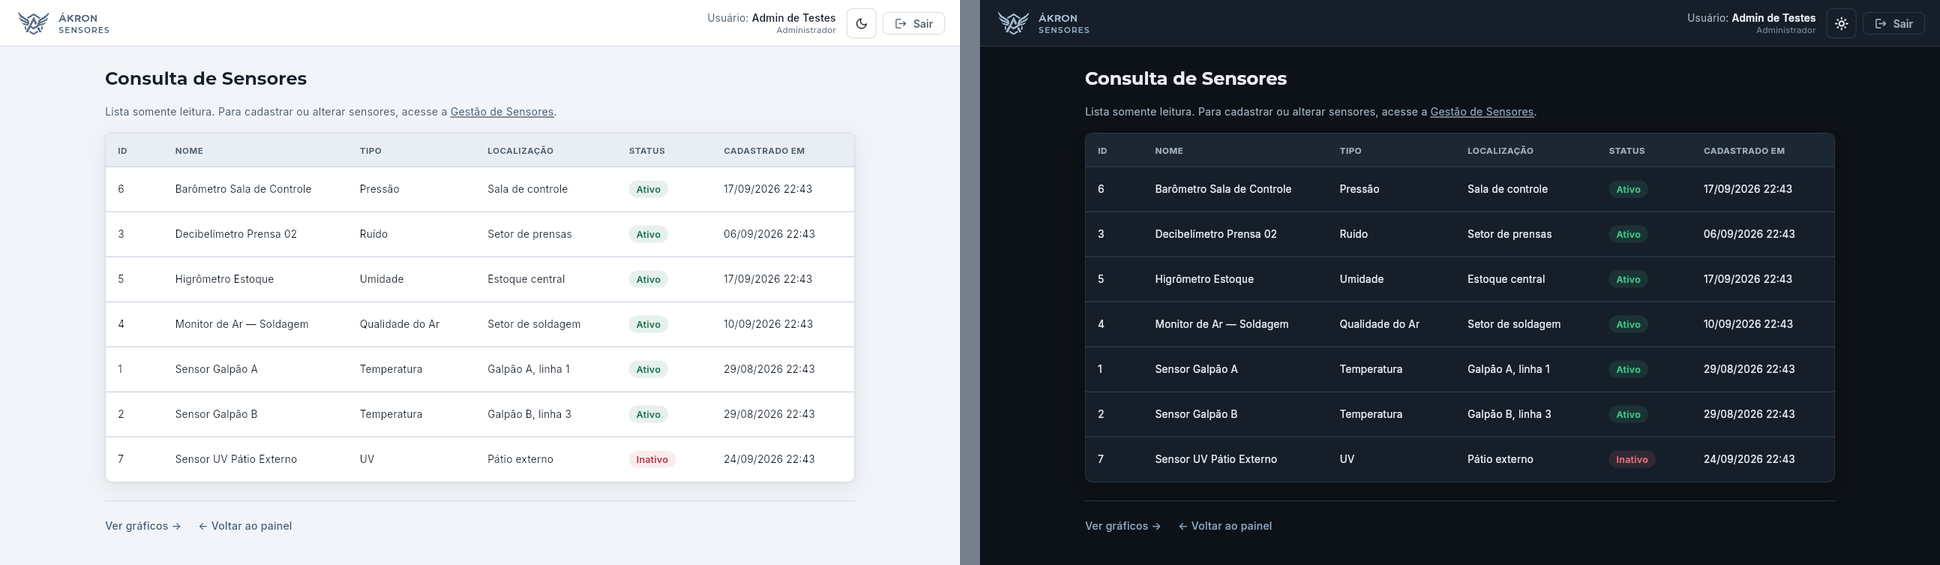 ÁKRON
SENSORES
Usuário: Admin de Testes
Administrador
Sair
Consulta de Sensores
Lista somente leitura. Para cadastrar ou alterar sensores, acesse a Gestão de Sensores.
ID NOME TIPO LOCALIZAÇÃO STATUS CADASTRADO EM
6 Barômetro Sala de Controle Pressão Sala de controle Ativo 17/09/2026 22:43
3 Decibelímetro Prensa 02 Ruído Setor de prensas Ativo 06/09/2026 22:43
5 Higrômetro Estoque Umidade Estoque central Ativo 17/09/2026 22:43
4 Monitor de Ar — Soldagem Qualidade do Ar Setor de soldagem Ativo 10/09/2026 22:43
1 Sensor Galpão A Temperatura Galpão A, linha 1 Ativo 29/08/2026 22:43
2 Sensor Galpão B Temperatura Galpão B, linha 3 Ativo 29/08/2026 22:43
7 Sensor UV Pátio Externo UV Pátio externo Inativo 24/09/2026 22:43
Ver gráficos → ← Voltar ao painel
ÁKRON
SENSORES
Usuário: Admin de Testes
Administrador
Sair
Consulta de Sensores
Lista somente leitura. Para cadastrar ou alterar sensores, acesse a Gestão de Sensores.
ID NOME TIPO LOCALIZAÇÃO STATUS CADASTRADO EM
6 Barômetro Sala de Controle Pressão Sala de controle Ativo 17/09/2026 22:43
3 Decibelímetro Prensa 02 Ruído Setor de prensas Ativo 06/09/2026 22:43
5 Higrômetro Estoque Umidade Estoque central Ativo 17/09/2026 22:43
4 Monitor de Ar — Soldagem Qualidade do Ar Setor de soldagem Ativo 10/09/2026 22:43
1 Sensor Galpão A Temperatura Galpão A, linha 1 Ativo 29/08/2026 22:43
2 Sensor Galpão B Temperatura Galpão B, linha 3 Ativo 29/08/2026 22:43
7 Sensor UV Pátio Externo UV Pátio externo Inativo 24/09/2026 22:43
Ver gráficos → ← Voltar ao painel